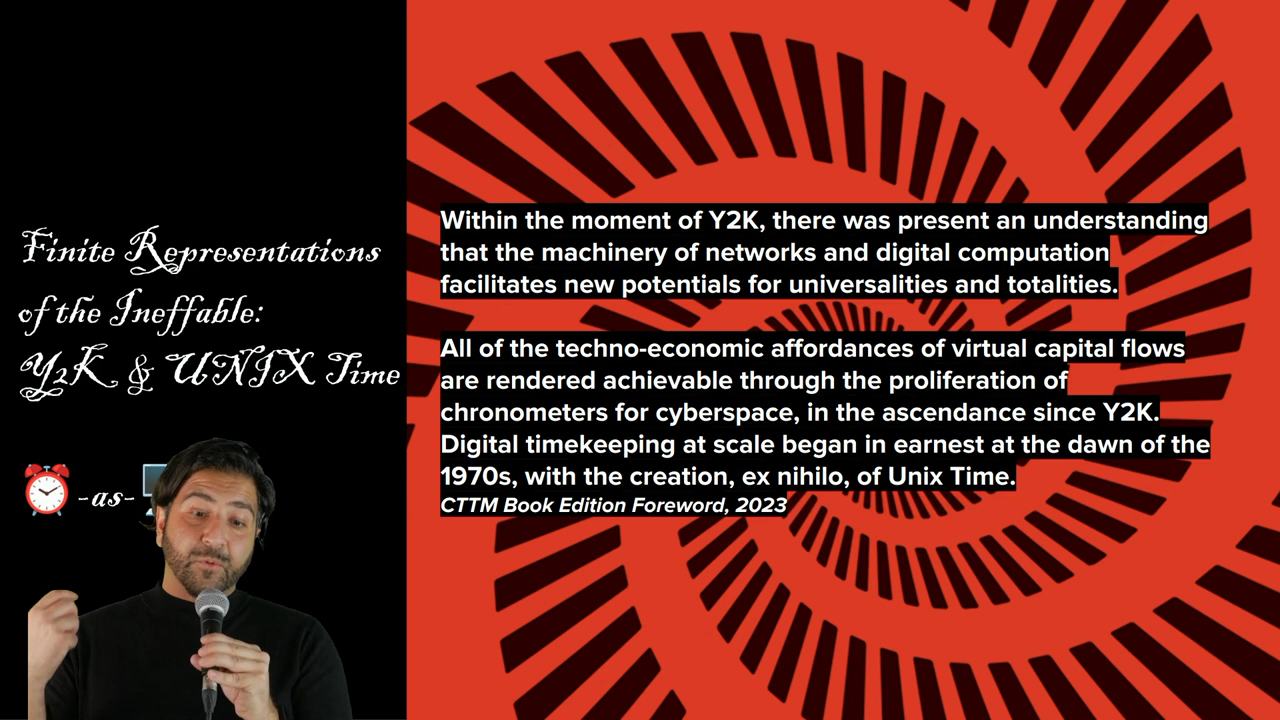 Finite Representations
of the Ineffable:
Y2K & UNIX Time
-as-
Within the moment of Y2K, there was present an understanding
that the machinery of networks and digital computation
facilitates new potentials for universalities and totalities.
All of the techno-economic affordances of virtual capital flows
are rendered achievable through the proliferation of
chronometers for cyberspace, in the ascendance since Y2K.
Digital timekeeping at scale began in earnest at the dawn of the
1970s, with the creation, ex nihilo, of Unix Time.
CTTM Book Edition Foreword, 2023